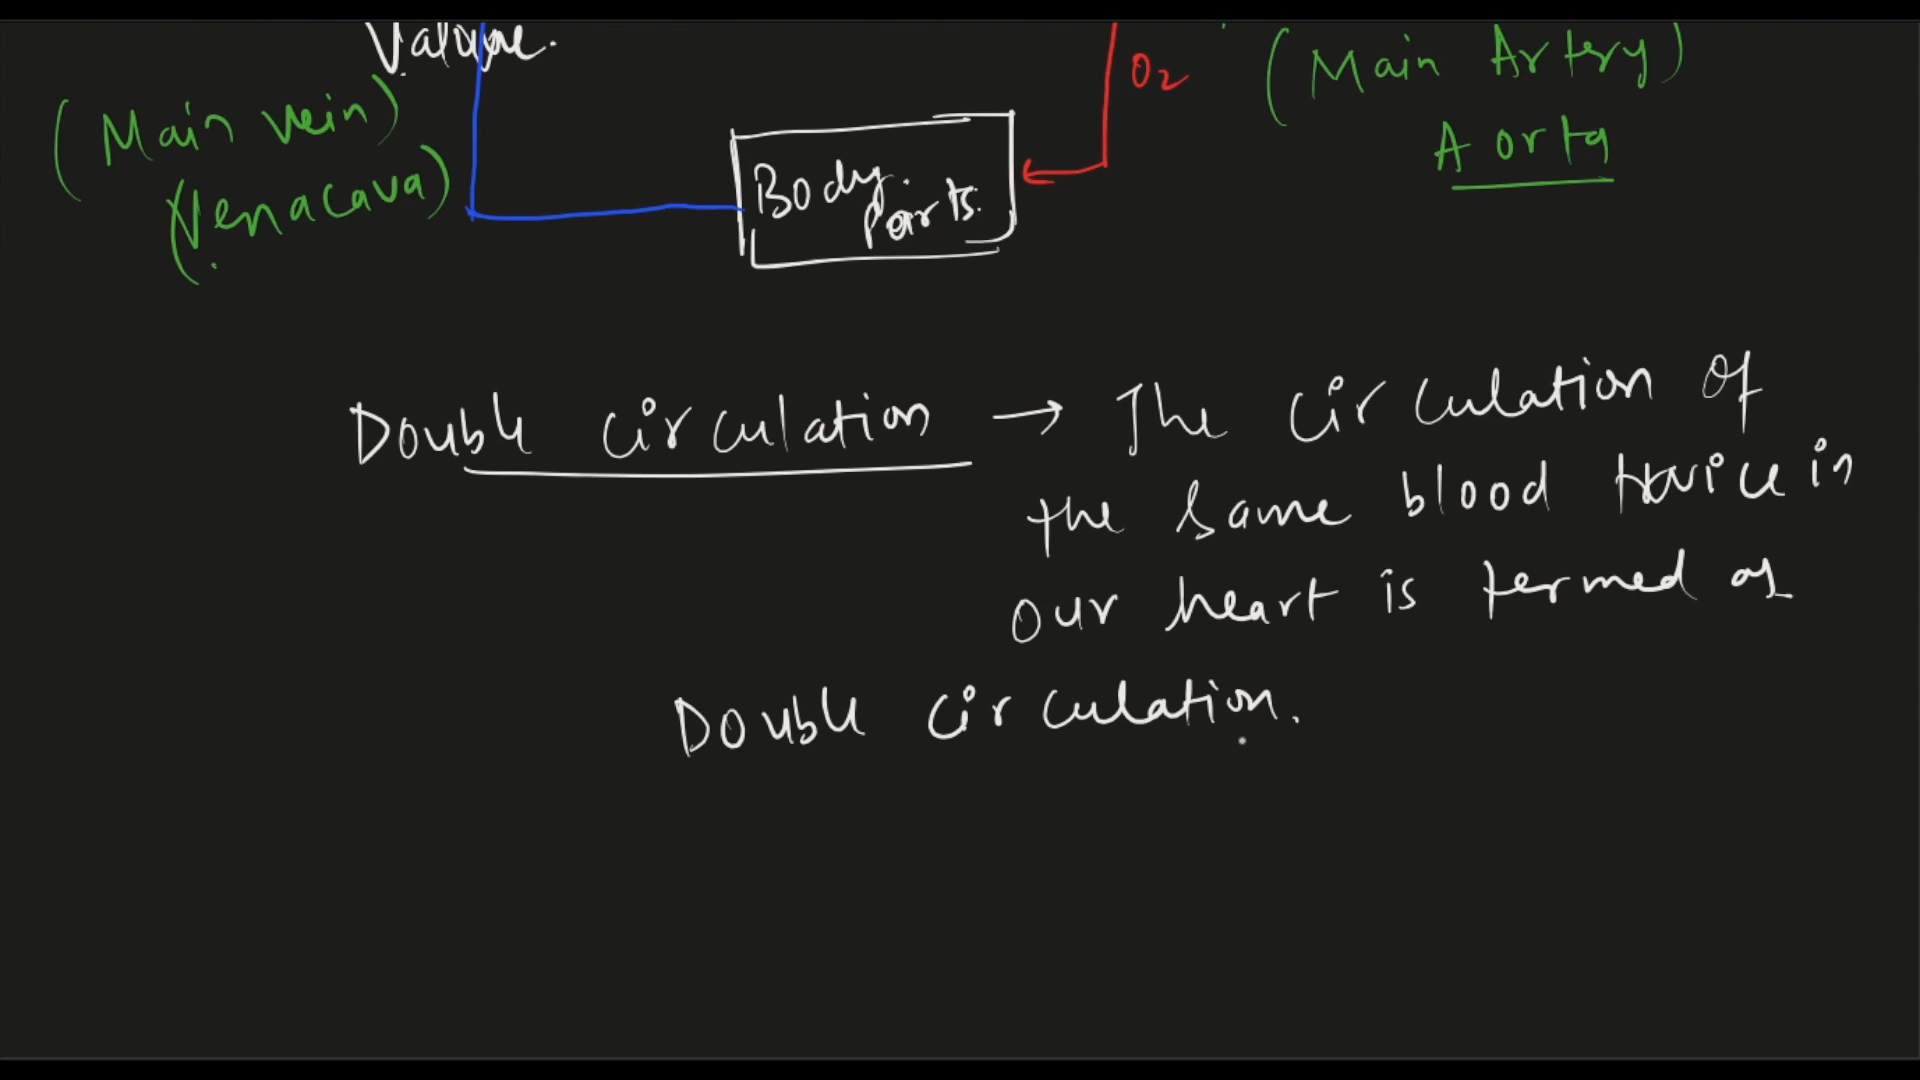 O2
(Main Artery)
Aorta
(Main vein)
(Venacava)
Body
Parts
Double circulation → The circulation of
the same blood twice in
our heart is termed as
Double circulation.